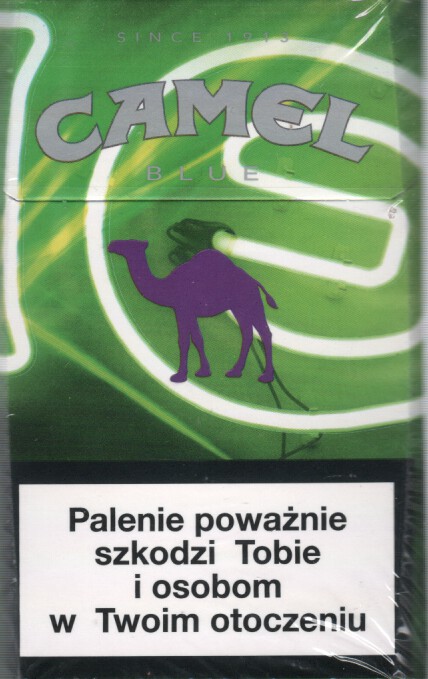 SINCE 1913
CAMEL
BLUE
Palenie poważnie
szkodzi Tobie
i osobom
w Twoim otoczeniu